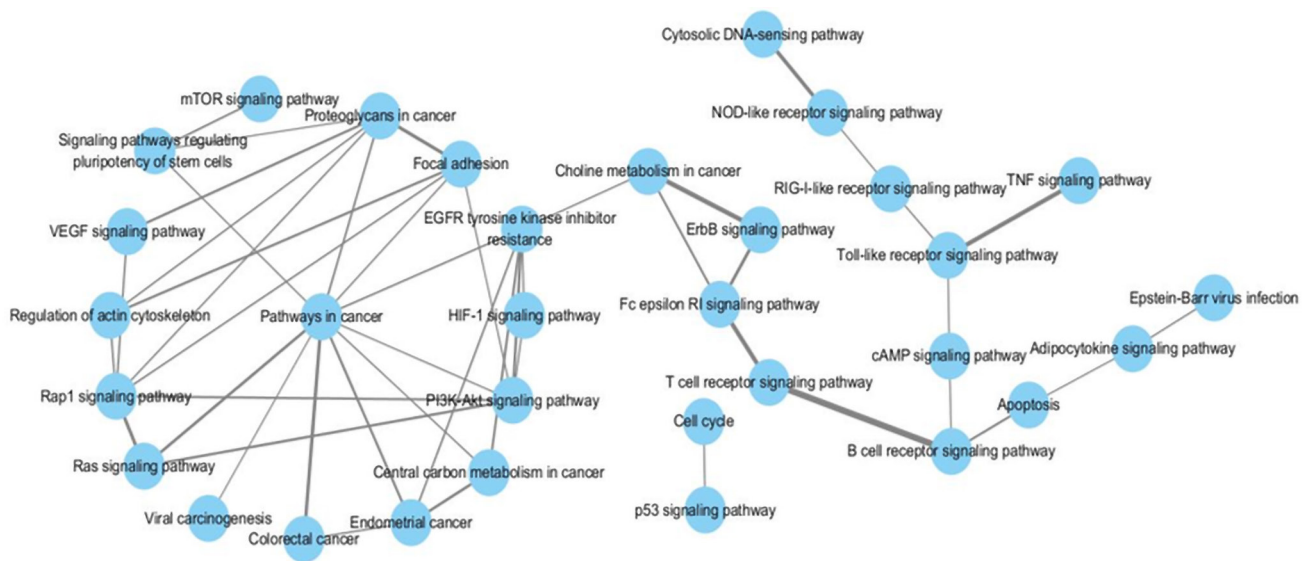 Cytosolic DNA-sensing pathway
mTOR signaling pathway
Proteoglycans in cancer
NOD-like receptor signaling pathway
Signaling pathways regulating
pluripotency of stem cells
Focal adhesion
Choline metabolism in cancer
RIG-I-like receptor signaling pathway
TNF signaling pathway
VEGF signaling pathway
EGFR tyrosine kinase inhibitor
resistance
ErbB signaling pathway
Toll-like receptor signaling pathway
Regulation of actin cytoskeleton
Pathways in cancer
HIF-1 signaling pathway
Fc epsilon RI signaling pathway
Epstein-Barr virus infection
cAMP signaling pathway
Adipocytokine signaling pathway
Rap1 signaling pathway
PI3K-Akt signaling pathway
T cell receptor signaling pathway
Apoptosis
Cell cycle
Ras signaling pathway
Central carbon metabolism in cancer
B cell receptor signaling pathway
Viral carcinogenesis
Colorectal cancer
Endometrial cancer
p53 signaling pathway